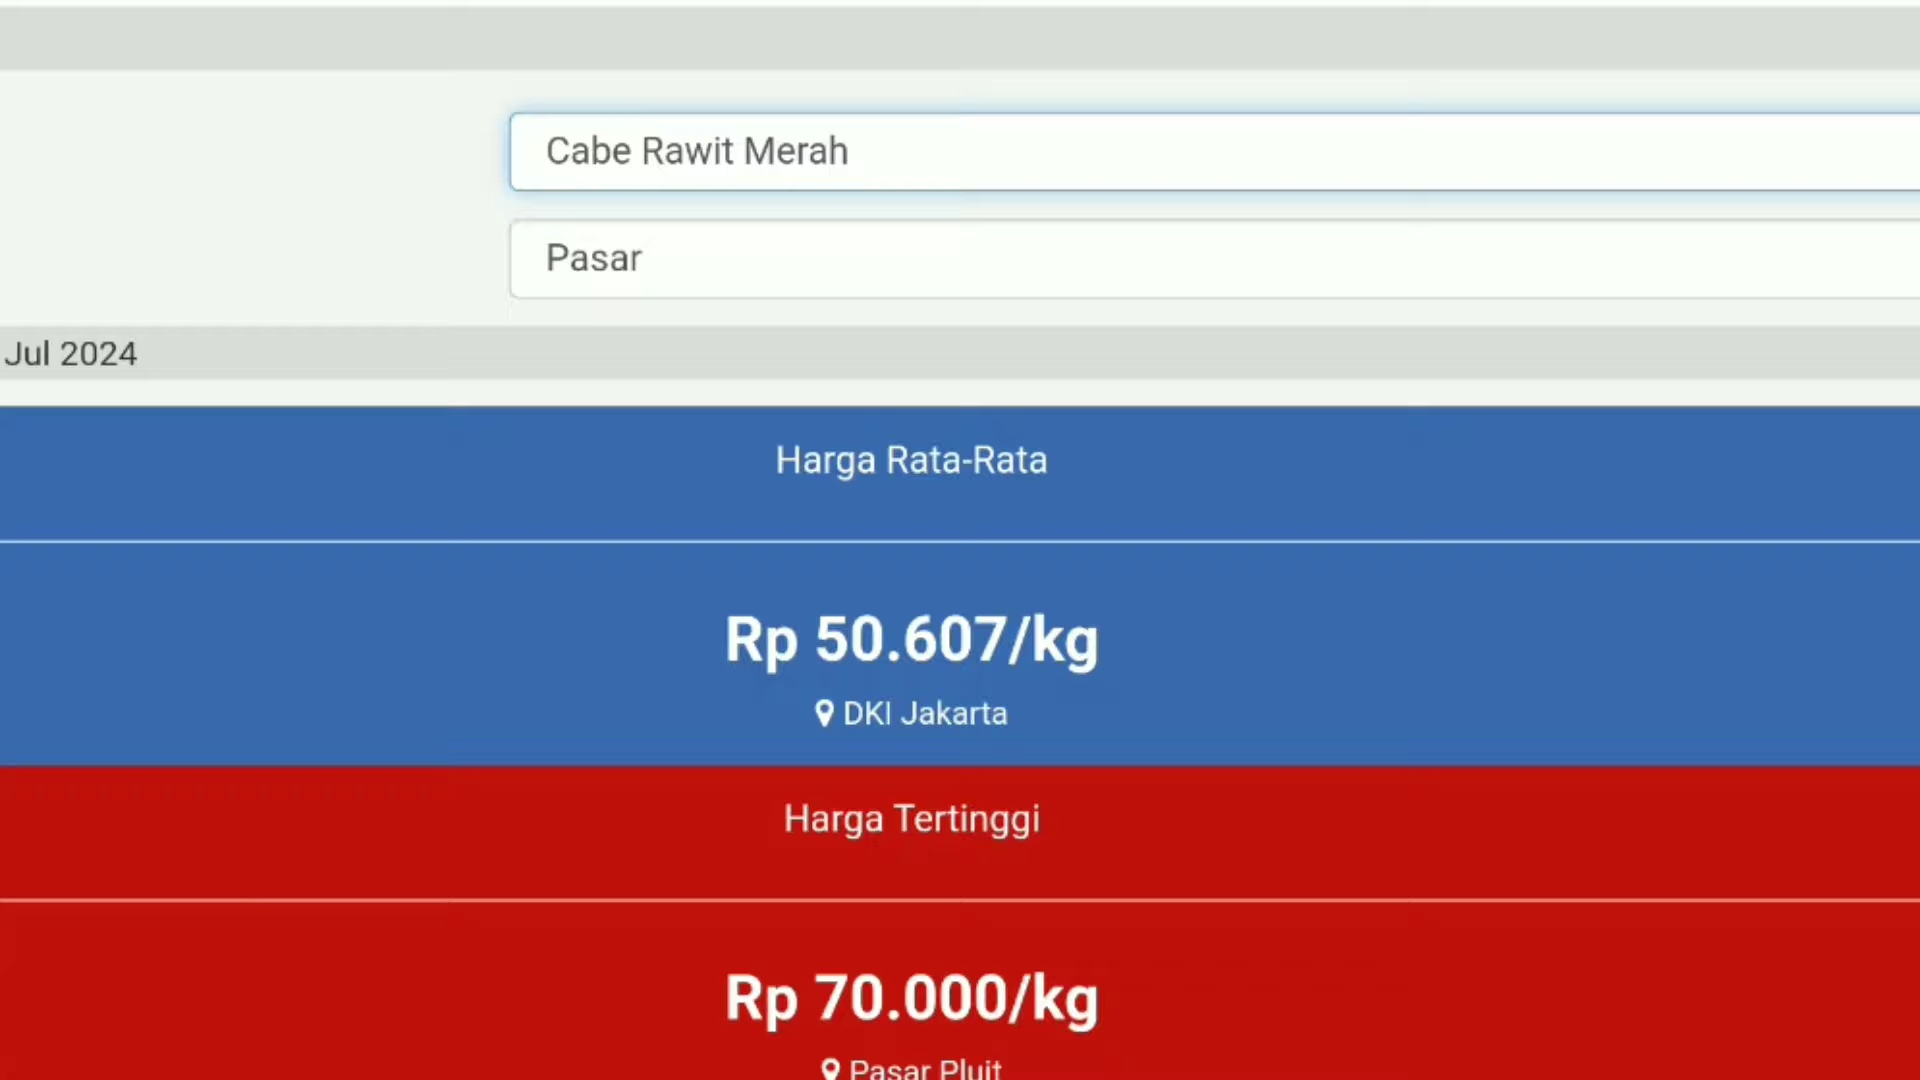 Cabe Rawit Merah
Pasar
Jul 2024
Harga Rata-Rata
Rp 50.607/kg
DKI Jakarta
Harga Tertinggi
Rp 70.000/kg
Pasar Pluit